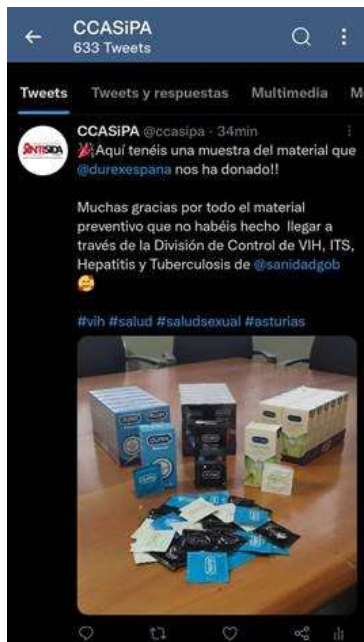 CCASiPA
633 Tweets
Tweets Tweets y respuestas Multimedia M
CCASiPA @ccasipa · 34min
🎉Aquí tenéis una muestra del material que
@durexespana nos ha donado!!
Muchas gracias por todo el material
preventivo que no habéis hecho llegar a
través de la División de Control de VIH, ITS,
Hepatitis y Tuberculosis de @sanidadgob
🥰
#vih #salud #saludsexual #asturias
ANTISIDA
durex